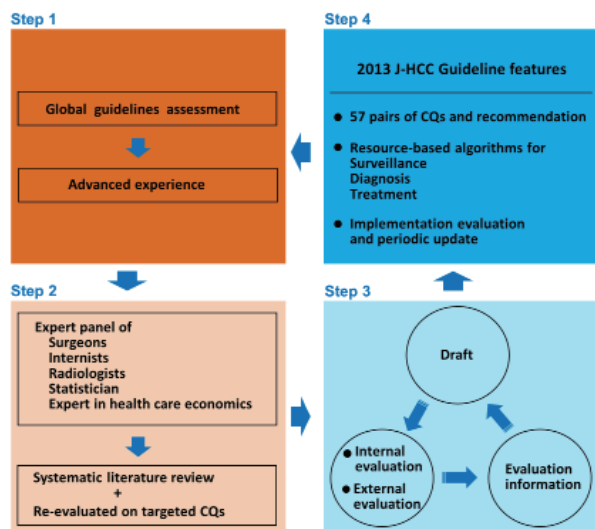 Step 1
Global guidelines assessment
Advanced experience
Step 2
Expert panel of
Surgeons
Internists
Radiologists
Statistician
Expert in health care economics
Systematic literature review
+
Re-evaluated on targeted CQs
Step 3
Draft
● Internal
evaluation
● External
evaluation
Evaluation
information
Step 4
2013 J-HCC Guideline features
● 57 pairs of CQs and recommendation
● Resource-based algorithms for
Surveillance
Diagnosis
Treatment
● Implementation evaluation
and periodic update